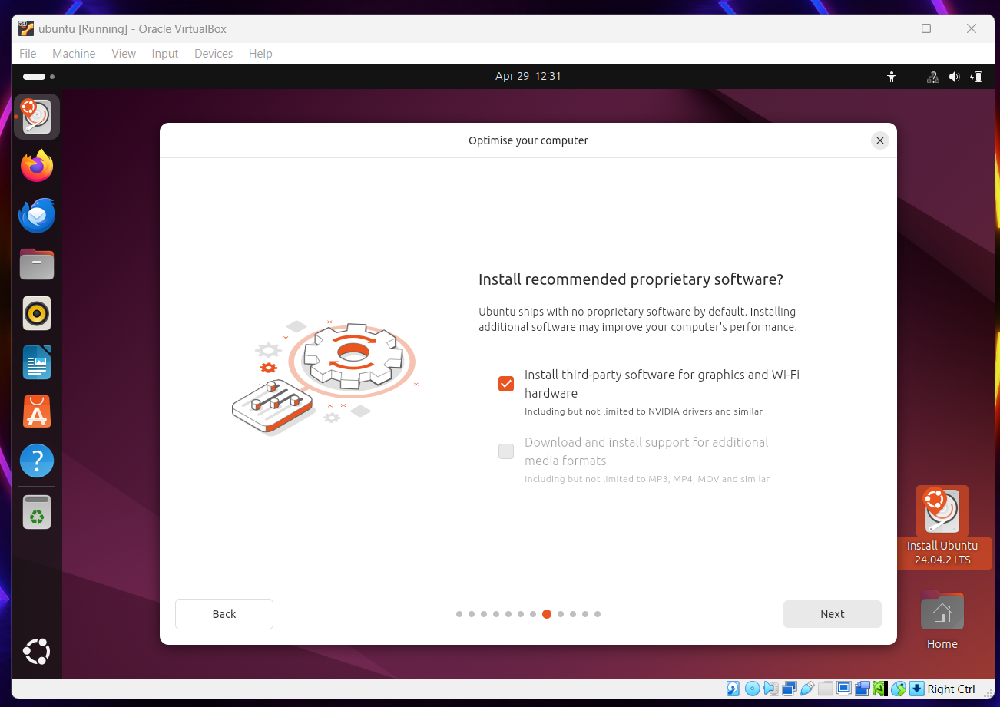 ubuntu [Running] - Oracle VirtualBox
File Machine View Input Devices Help
Apr 29 12:31
Optimise your computer
Install recommended proprietary software?
Ubuntu ships with no proprietary software by default. Installing
additional software may improve your computer's performance.
Install third-party software for graphics and Wi-Fi
hardware
Including but not limited to NVIDIA drivers and similar
Download and install support for additional
media formats
Including but not limited to MP3, MP4, MOV and similar
Install Ubuntu
24.04.2 LTS
Back
Next
Home
Right Ctrl